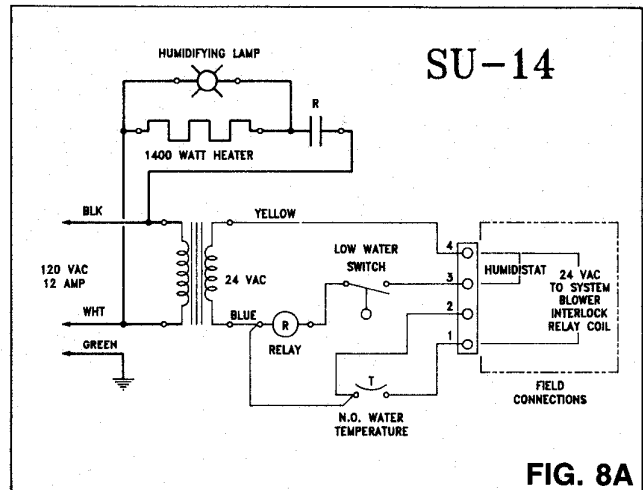 HUMIDIFYING LAMP
SU-14
R
1400 WATT HEATER
BLK
YELLOW
120 VAC
12 AMP
24 VAC
LOW WATER
SWITCH
4
3
2
1
HUMIDISTAT
24 VAC
TO SYSTEM
BLOWER
INTERLOCK
RELAY COIL
WHT
BLUE
R
RELAY
GREEN
T
N.O. WATER
TEMPERATURE
FIELD
CONNECTIONS
FIG. 8A